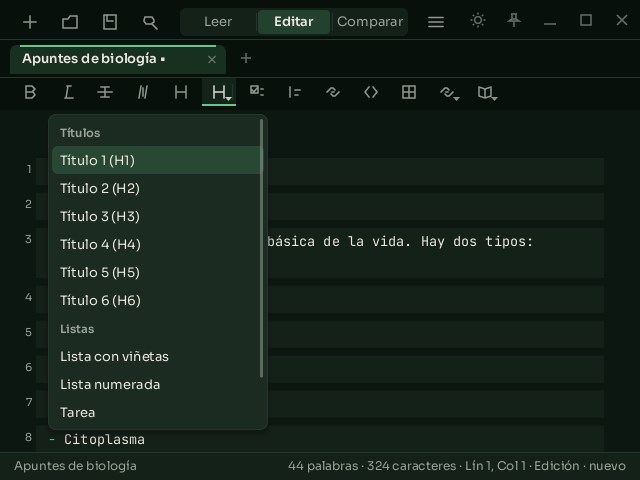 Leer Editar Comparar
Apuntes de biología •
Títulos
Título 1 (H1)
Título 2 (H2)
Título 3 (H3)
Título 4 (H4)
Título 5 (H5)
Título 6 (H6)
Listas
Lista con viñetas
Lista numerada
Tarea
1
2
3 básica de la vida. Hay dos tipos:
4
5
6
7
8 - Citoplasma
Apuntes de biología 44 palabras · 324 caracteres · Lín 1, Col 1 · Edición · nuevo